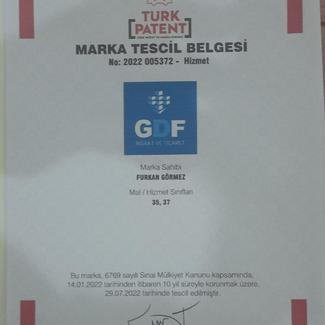 TÜRK
PATENT
MARKA TESCİL BELGESİ
No: 2022 005372 - Hizmet
GDF
İNŞAAT VE TİCARET
Marka Sahibi
FURKAN GÖRMEZ
Mal / Hizmet Sınıfları
35, 37
Bu marka, 6769 sayılı Sınai Mülkiyet Kanunu kapsamında,
14.01.2022 tarihinden itibaren 10 yıl süreyle korunmak üzere,
29.07.2022 tarihinde tescil edilmiştir.